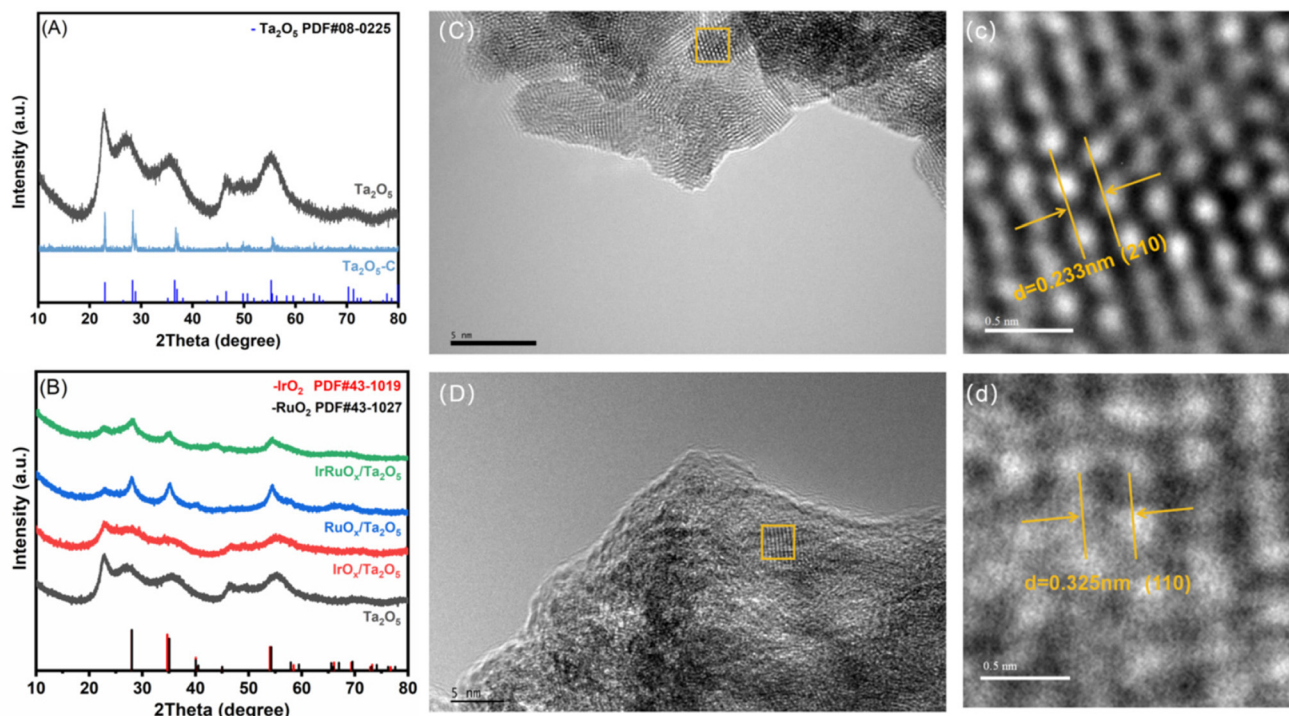 (A)
- Ta₂O₅ PDF#08-0225
Intensity (a.u.)
Ta₂O₅
Ta₂O₅-C
10 20 30 40 50 60 70 80
2Theta (degree)
(C)
5 nm
(c)
d=0.233nm (210)
0.5 nm
(B)
-IrO₂ PDF#43-1019
-RuO₂ PDF#43-1027
Intensity (a.u.)
IrRuOₓ/Ta₂O₅
RuOₓ/Ta₂O₅
IrOₓ/Ta₂O₅
Ta₂O₅
10 20 30 40 50 60 70 80
2Theta (degree)
(D)
5 nm
(d)
d=0.325nm (110)
0.5 nm